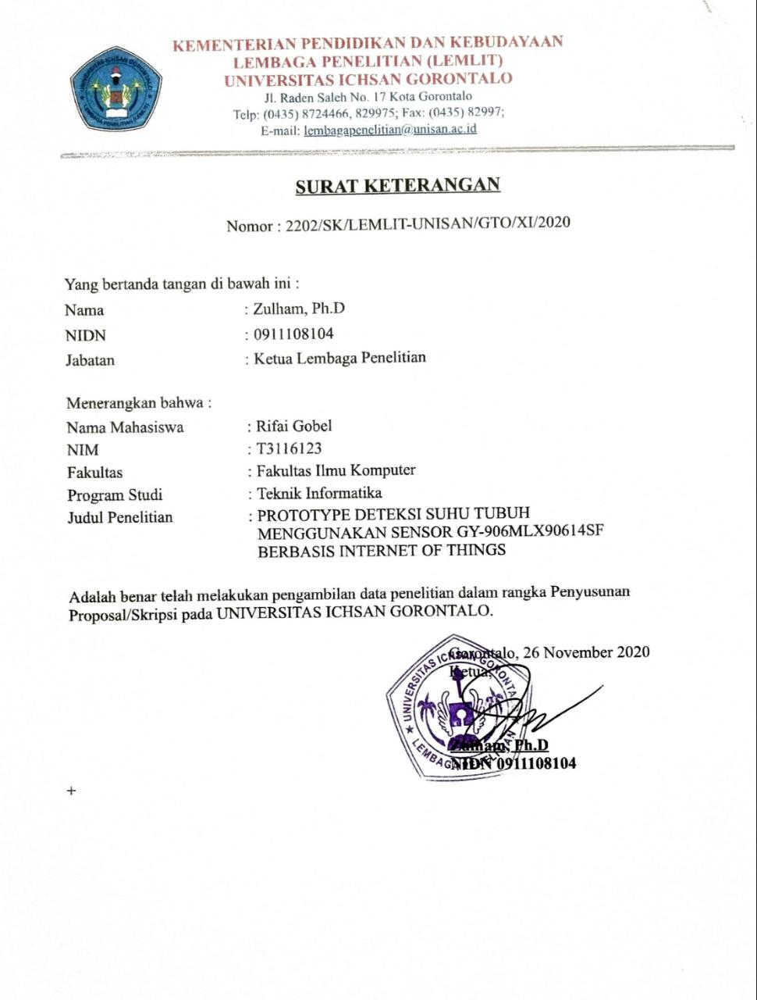 KEMENTERIAN PENDIDIKAN DAN KEBUDAYAAN
LEMBAGA PENELITIAN (LEMLIT)
UNIVERSITAS ICHSAN GORONTALO
Jl. Raden Saleh No. 17 Kota Gorontalo
Telp: (0435) 8724466, 829975; Fax: (0435) 82997;
E-mail: lembagapenelitian@unisan.ac.id
UNIVERSITAS ICHSAN GORONTALO
LEMBAGA PENELITIAN (LEMLIT)
SURAT KETERANGAN
Nomor : 2202/SK/LEMLIT-UNISAN/GTO/XI/2020
Yang bertanda tangan di bawah ini :
Nama : Zulham, Ph.D
NIDN : 0911108104
Jabatan : Ketua Lembaga Penelitian
Menerangkan bahwa :
Nama Mahasiswa : Rifai Gobel
NIM : T3116123
Fakultas : Fakultas Ilmu Komputer
Program Studi : Teknik Informatika
Judul Penelitian : PROTOTYPE DETEKSI SUHU TUBUH
MENGGUNAKAN SENSOR GY-906MLX90614SF
BERBASIS INTERNET OF THINGS
Adalah benar telah melakukan pengambilan data penelitian dalam rangka Penyusunan
Proposal/Skripsi pada UNIVERSITAS ICHSAN GORONTALO.
Gorontalo, 26 November 2020
Ketua,
UNIVERSITAS ICHSAN GORONTALO
LEMBAGA PENELITIAN
Zulham, Ph.D
NIDN 0911108104
+